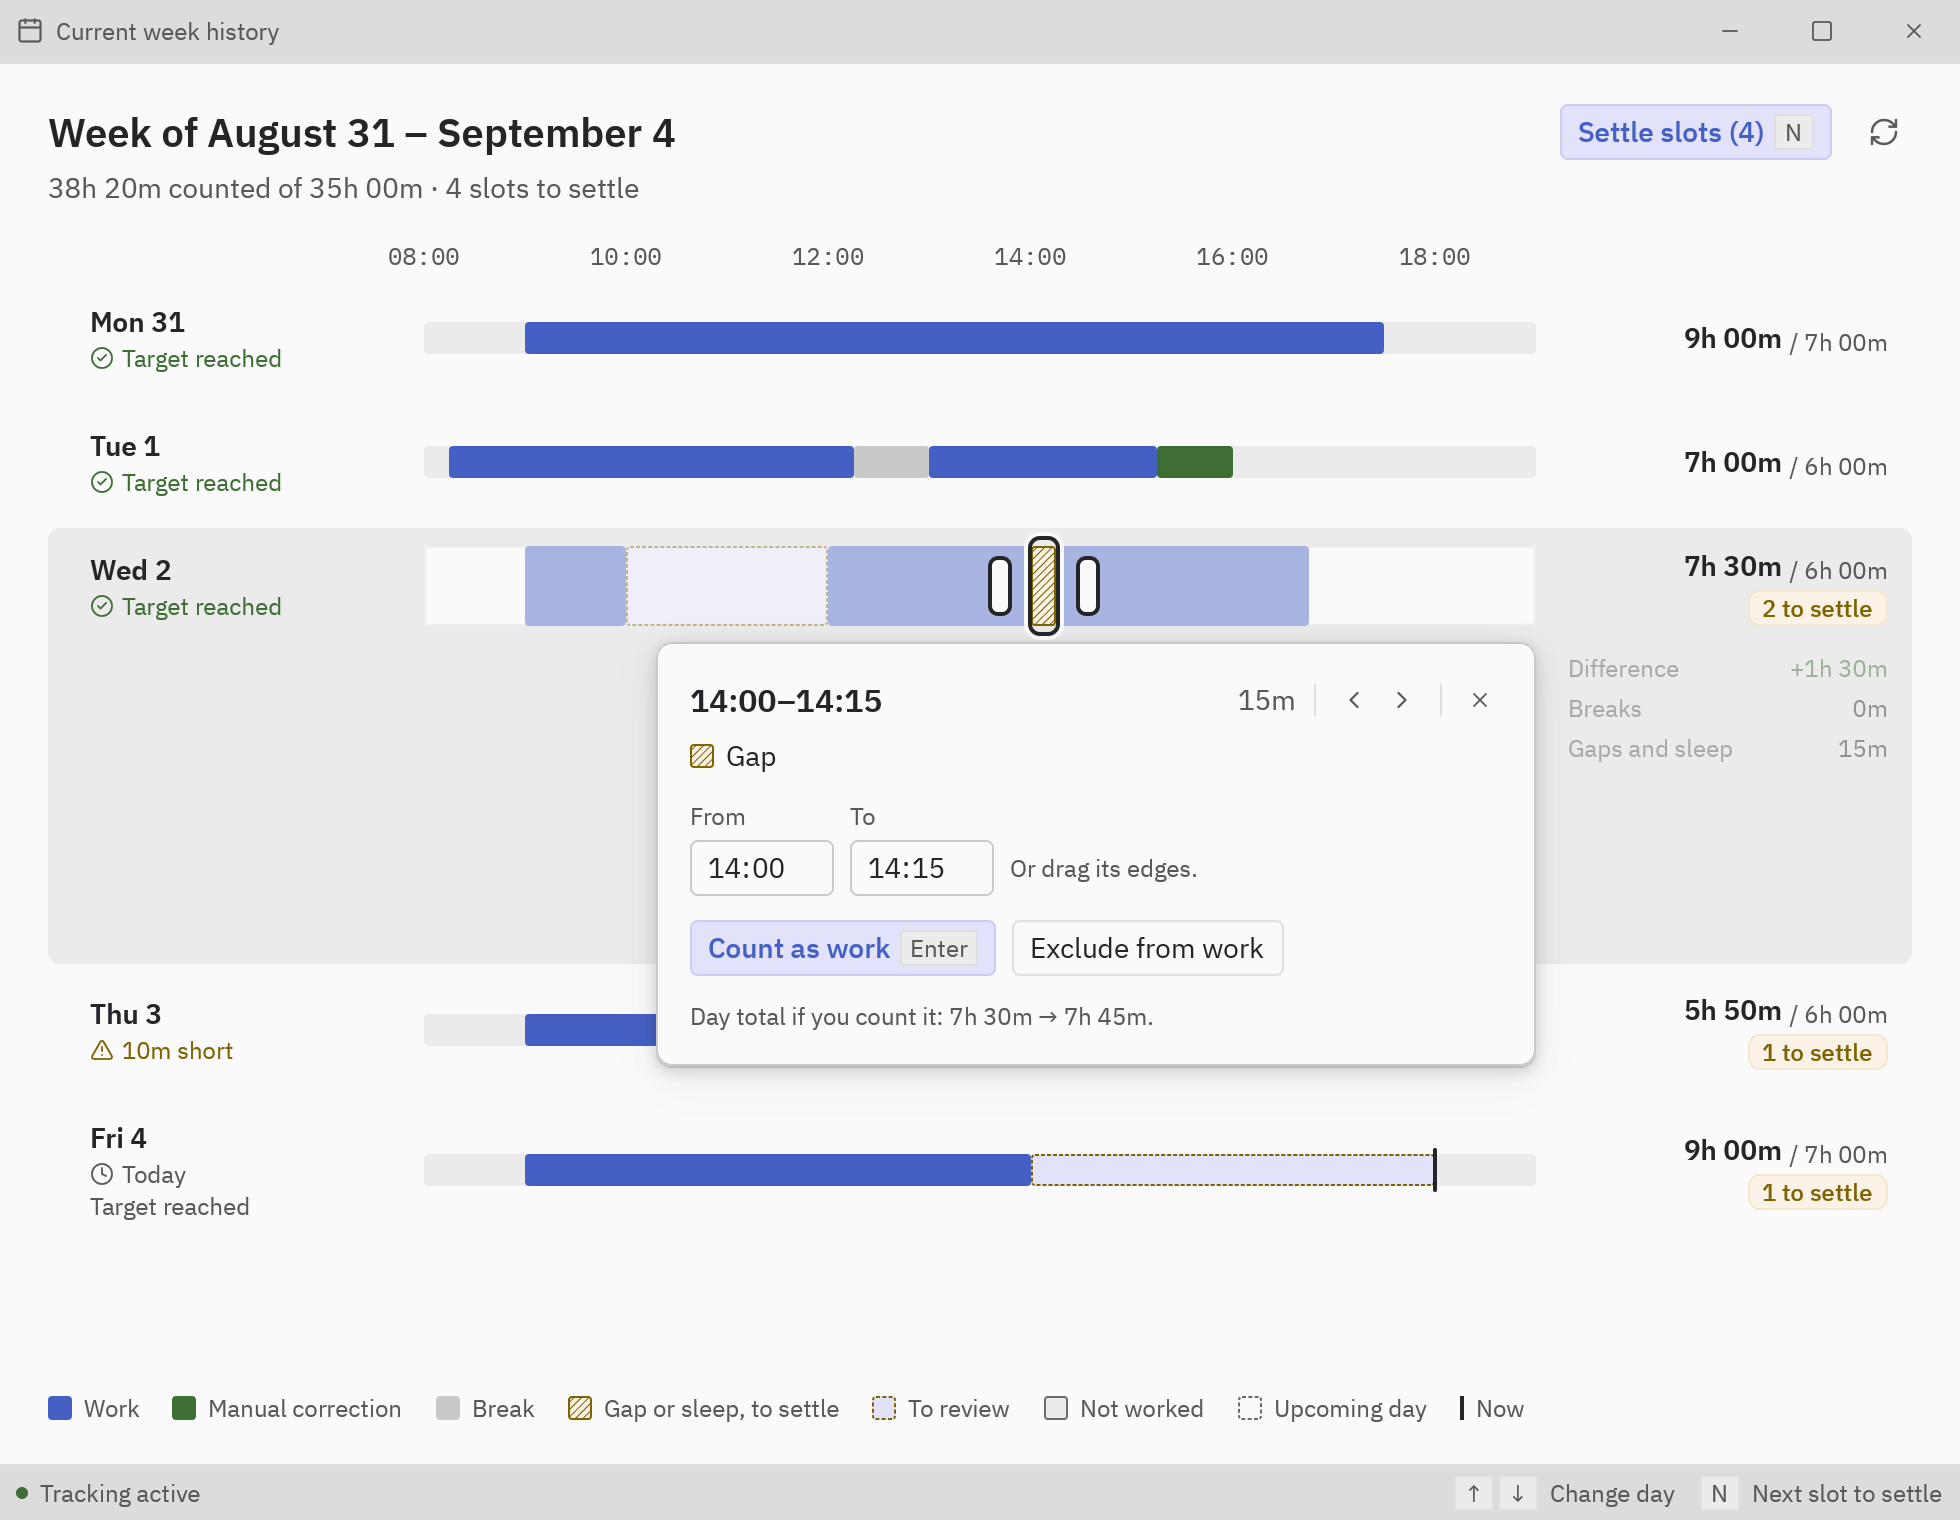 Current week history
Week of August 31 – September 4
Settle slots (4) N
38h 20m counted of 35h 00m · 4 slots to settle
08:00 10:00 12:00 14:00 16:00 18:00
Mon 31
Target reached
9h 00m / 7h 00m
Tue 1
Target reached
7h 00m / 6h 00m
Wed 2
Target reached
7h 30m / 6h 00m
2 to settle
Difference +1h 30m
Breaks 0m
Gaps and sleep 15m
14:00–14:15
15m
Gap
From To
14:00 14:15 Or drag its edges.
Count as work Enter Exclude from work
Day total if you count it: 7h 30m → 7h 45m.
Thu 3
10m short
5h 50m / 6h 00m
1 to settle
Fri 4
Today
Target reached
9h 00m / 7h 00m
1 to settle
Work Manual correction Break Gap or sleep, to settle To review Not worked Upcoming day Now
Tracking active
↑ ↓ Change day N Next slot to settle